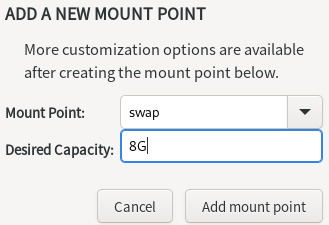 ADD A NEW MOUNT POINT
More customization options are available
after creating the mount point below.
Mount Point: swap
Desired Capacity: 8G
Cancel Add mount point